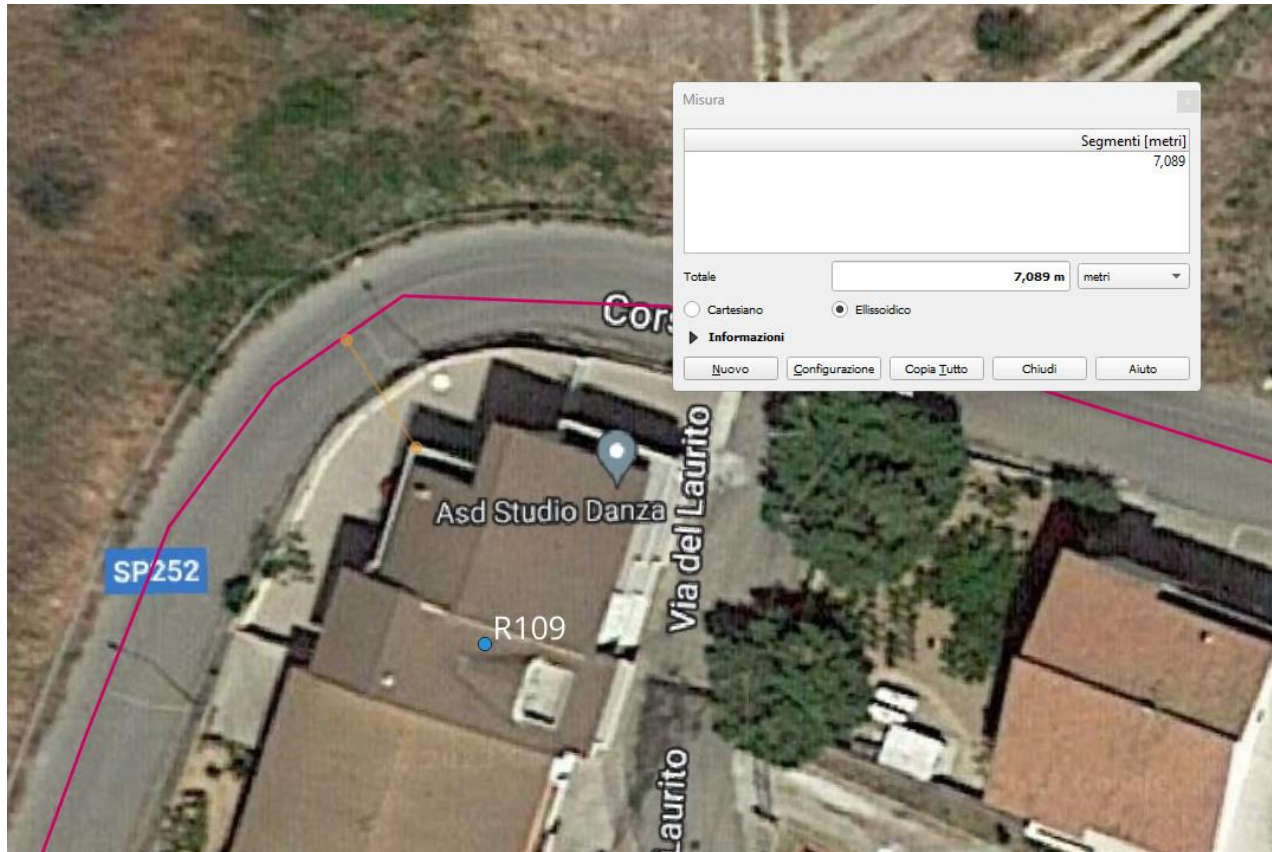 Misura
Segmenti [metri]
7,089
Totale
7,089 m
metri
Cartesiano
Ellissoidico
Informazioni
Nuovo
Configurazione
Copia Tutto
Chiudi
Aiuto
Cors
Via del Laurito
Asd Studio Danza
SP252
R109
Laurito